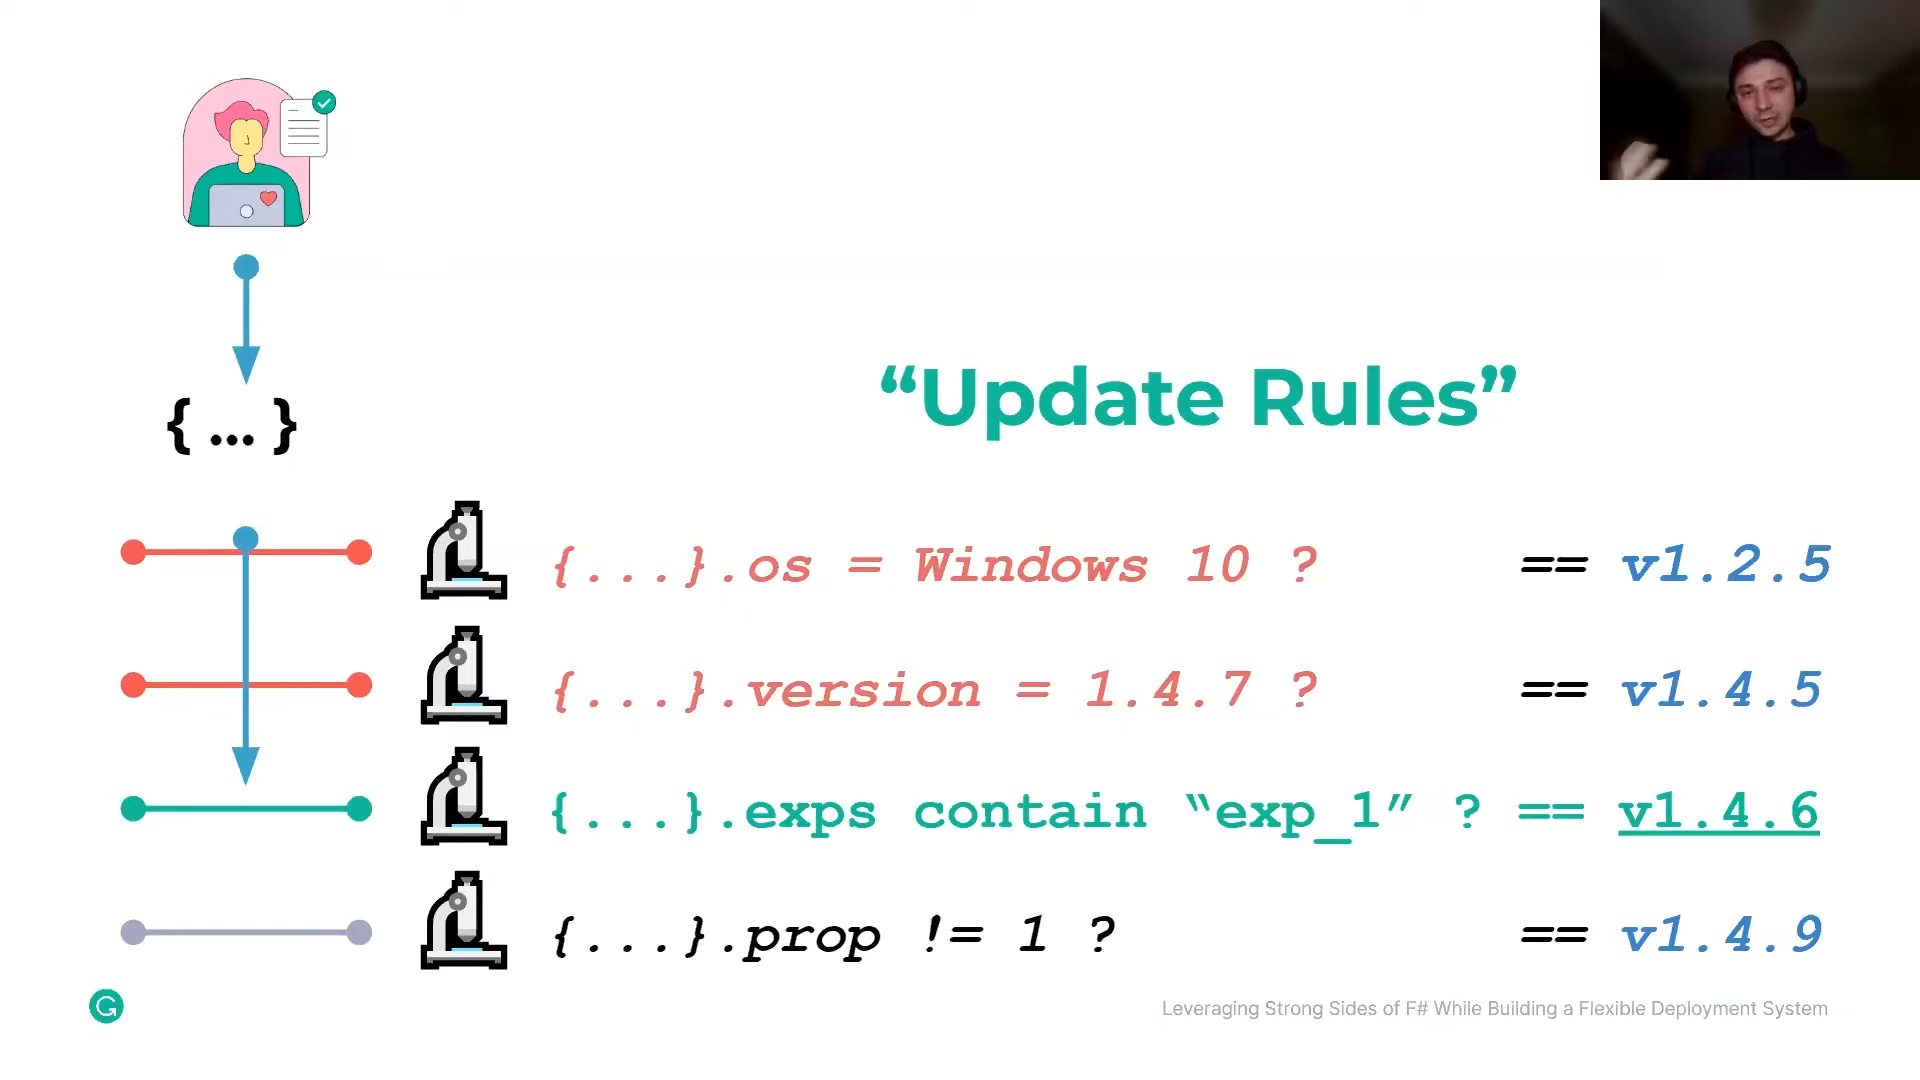 { ... }
“Update Rules”
{...}.os = Windows 10 ? == v1.2.5
{...}.version = 1.4.7 ? == v1.4.5
{...}.exps contain “exp_1” ? == v1.4.6
{...}.prop != 1 ? == v1.4.9
Leveraging Strong Sides of F# While Building a Flexible Deployment System